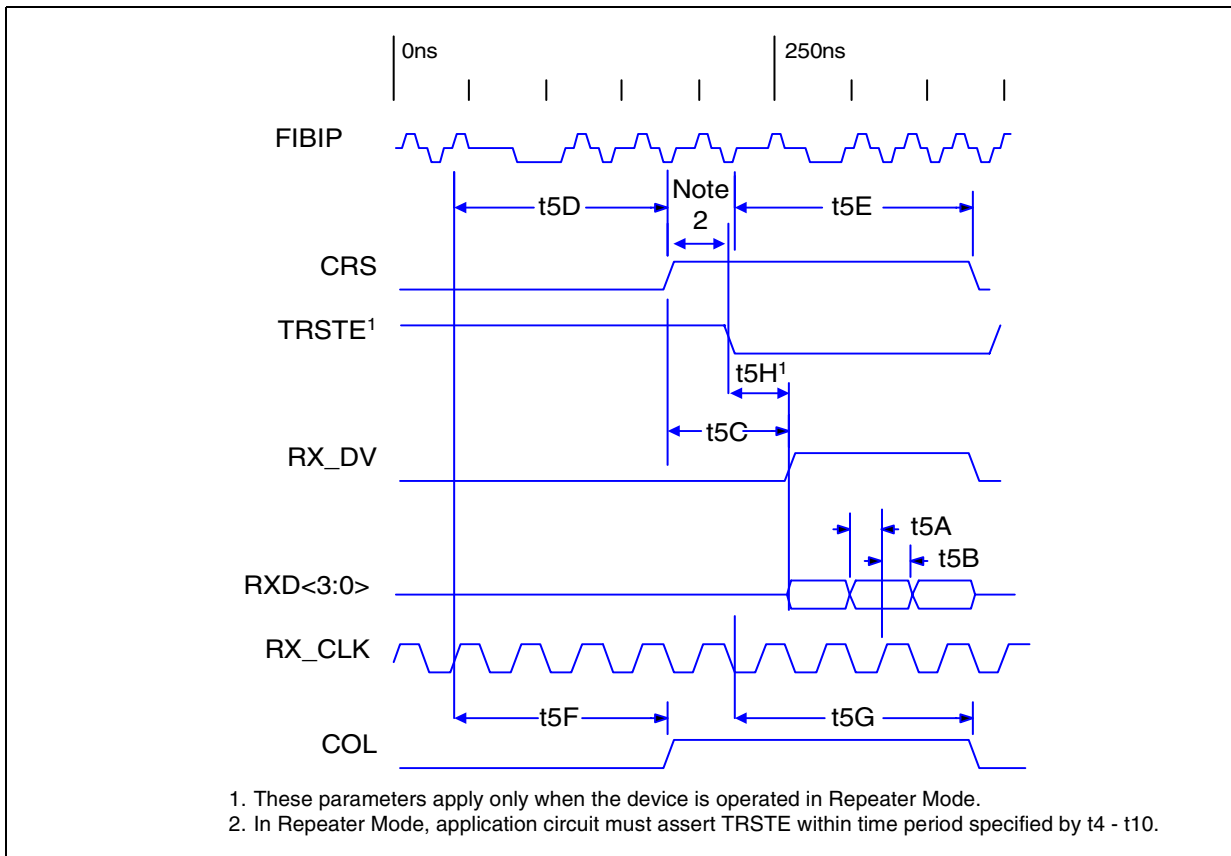 0ns 250ns
FIBIP
Note
2
t5D t5E
CRS
TRSTE¹
t5H¹
t5C
RX_DV
t5A
t5B
RXD<3:0>
RX_CLK
t5F t5G
COL
1. These parameters apply only when the device is operated in Repeater Mode.
2. In Repeater Mode, application circuit must assert TRSTE within time period specified by t4 - t10.